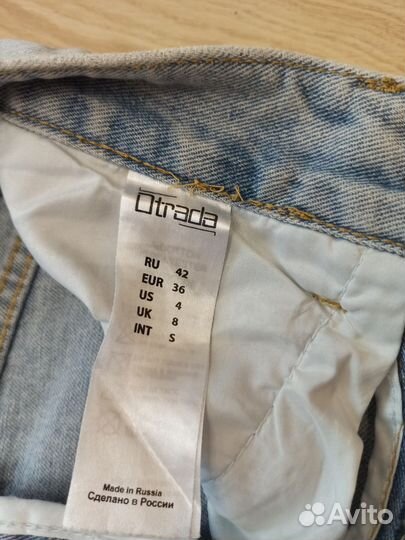 Otrada
RU 42
EUR 36
US 4
UK 8
INT S
Made in Russia
Сделано в России
Avito